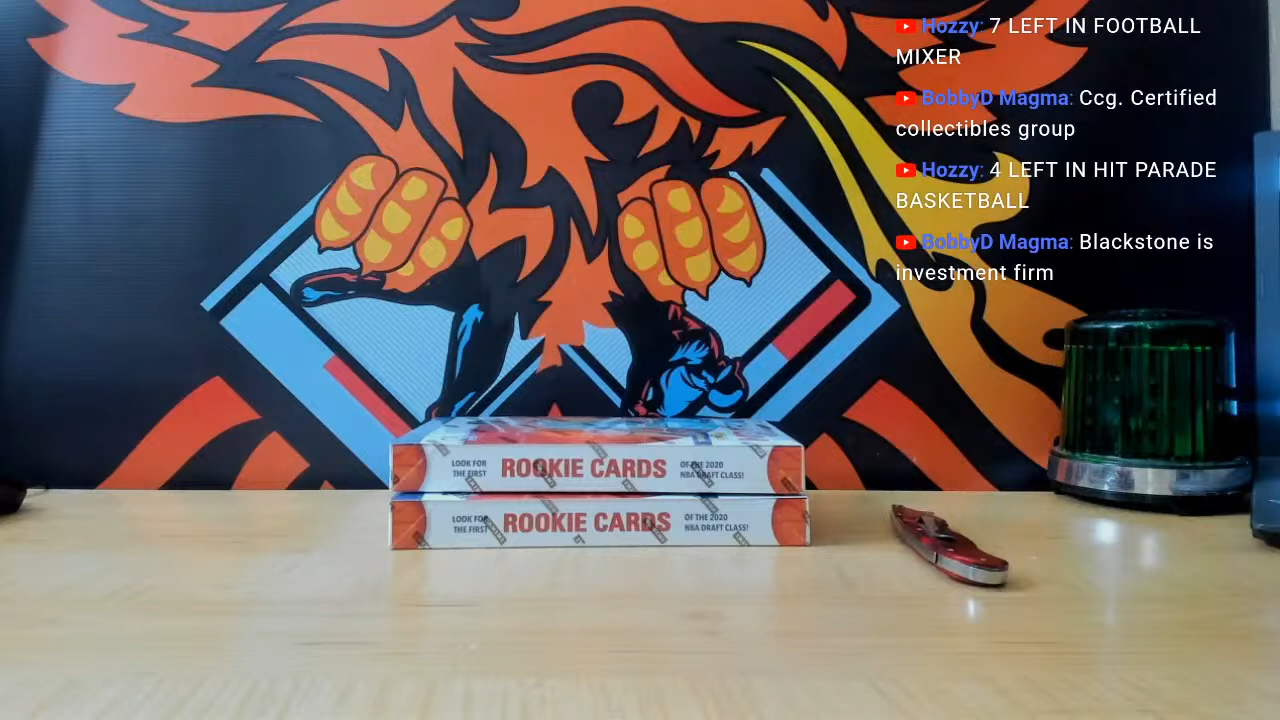 Hozzy: 7 LEFT IN FOOTBALL
MIXER
BobbyD Magma: Ccg. Certified
collectibles group
Hozzy: 4 LEFT IN HIT PARADE
BASKETBALL
BobbyD Magma: Blackstone is
investment firm
LOOK FOR
THE FIRST
ROOKIE CARDS
OF THE 2020
NBA DRAFT CLASS!
LOOK FOR
THE FIRST
ROOKIE CARDS
OF THE 2020
NBA DRAFT CLASS!